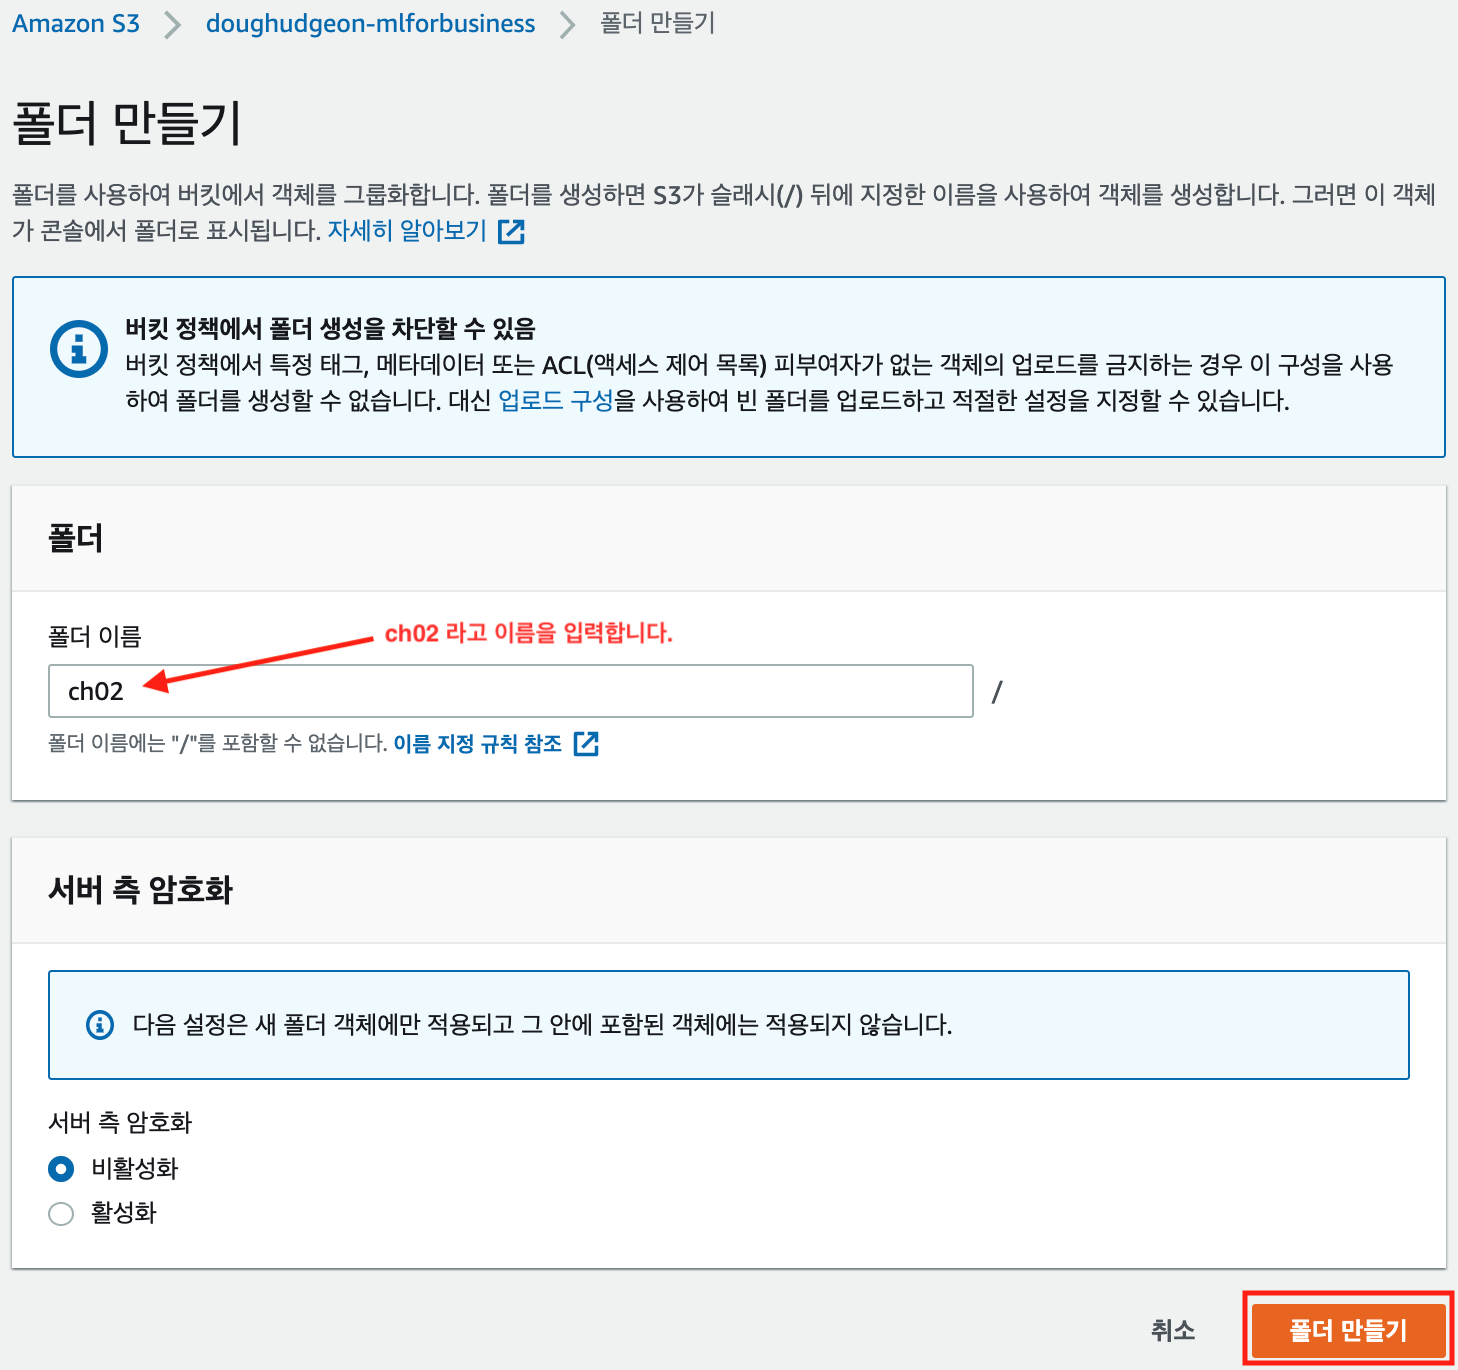 Amazon S3 > doughudgeon-mlforbusiness > 폴더 만들기
폴더 만들기
폴더를 사용하여 버킷에서 객체를 그룹화합니다. 폴더를 생성하면 S3가 슬래시(/) 뒤에 지정한 이름을 사용하여 객체를 생성합니다. 그러면 이 객체
가 콘솔에서 폴더로 표시됩니다. 자세히 알아보기
버킷 정책에서 폴더 생성을 차단할 수 있음
버킷 정책에서 특정 태그, 메타데이터 또는 ACL(액세스 제어 목록) 피부여자가 없는 객체의 업로드를 금지하는 경우 이 구성을 사용
하여 폴더를 생성할 수 없습니다. 대신 업로드 구성을 사용하여 빈 폴더를 업로드하고 적절한 설정을 지정할 수 있습니다.
폴더
폴더 이름
ch02 라고 이름을 입력합니다.
ch02 /
폴더 이름에는 "/"를 포함할 수 없습니다. 이름 지정 규칙 참조
서버 측 암호화
다음 설정은 새 폴더 객체에만 적용되고 그 안에 포함된 객체에는 적용되지 않습니다.
서버 측 암호화
비활성화
활성화
취소 폴더 만들기